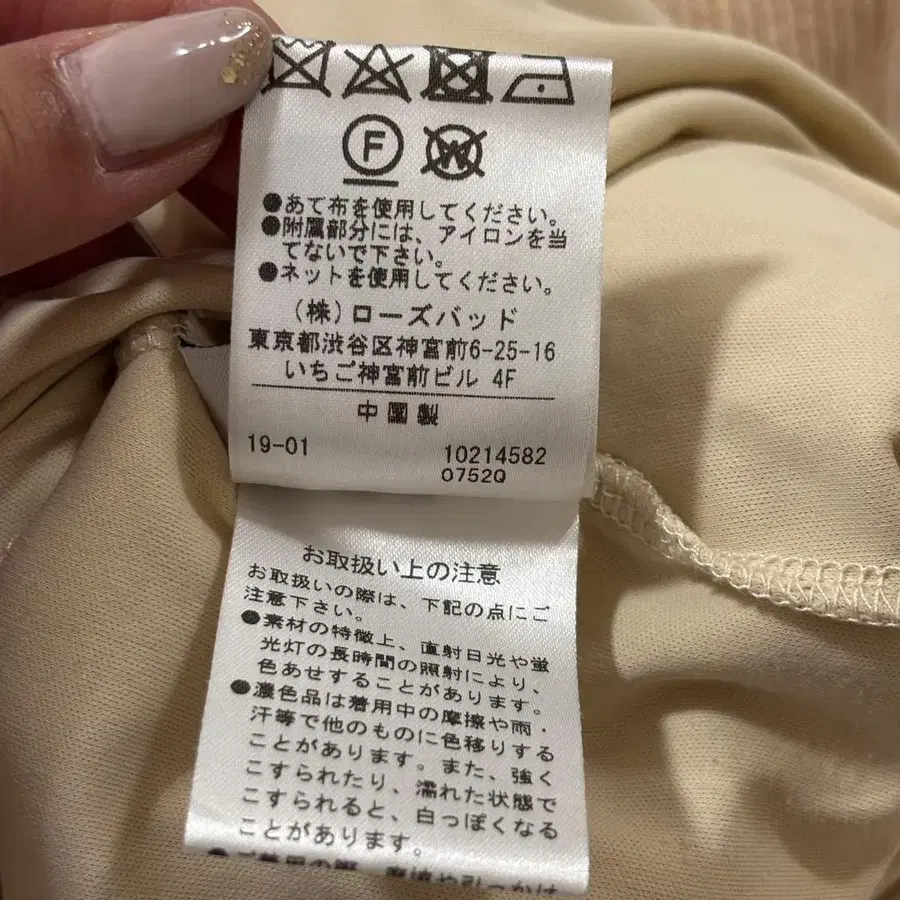 F
W
●あて布を使用してください。
●附属部分には、アイロンを当
てないで下さい。
●ネットを使用してください。
(株)ローズバッド
東京都渋谷区神宮前6-25-16
いちご神宮前ビル 4F
中国製
19-01
10214582
0752Q
お取扱い上の注意
お取扱いの際は、下記の点にご
注意下さい。
●素材の特徴上、直射日光や蛍
光灯の長時間の照射により、
色あせすることがあります。
●濃色品は着用中の摩擦や雨・
汗等で他のものに色移りする
ことがあります。また、強く
こすられたり、濡れた状態で
こすられると、白っぽくなる
ことがあります。